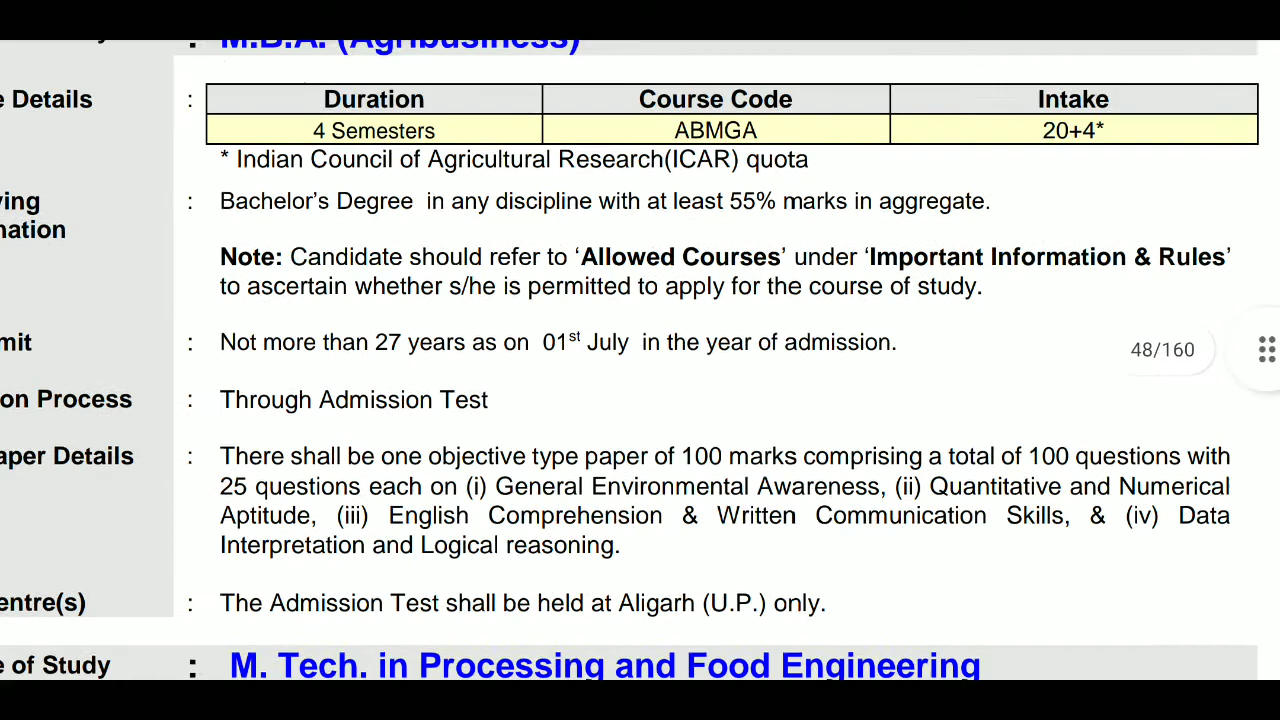 : M.B.A. (Agribusiness)
e Details : Duration Course Code Intake
4 Semesters ABMGA 20+4*
* Indian Council of Agricultural Research(ICAR) quota
ying : Bachelor’s Degree in any discipline with at least 55% marks in aggregate.
nation
Note: Candidate should refer to ‘Allowed Courses’ under ‘Important Information & Rules’
to ascertain whether s/he is permitted to apply for the course of study.
mit : Not more than 27 years as on 01st July in the year of admission.
48/160
on Process : Through Admission Test
aper Details : There shall be one objective type paper of 100 marks comprising a total of 100 questions with
25 questions each on (i) General Environmental Awareness, (ii) Quantitative and Numerical
Aptitude, (iii) English Comprehension & Written Communication Skills, & (iv) Data
Interpretation and Logical reasoning.
entre(s) : The Admission Test shall be held at Aligarh (U.P.) only.
e of Study : M. Tech. in Processing and Food Engineering